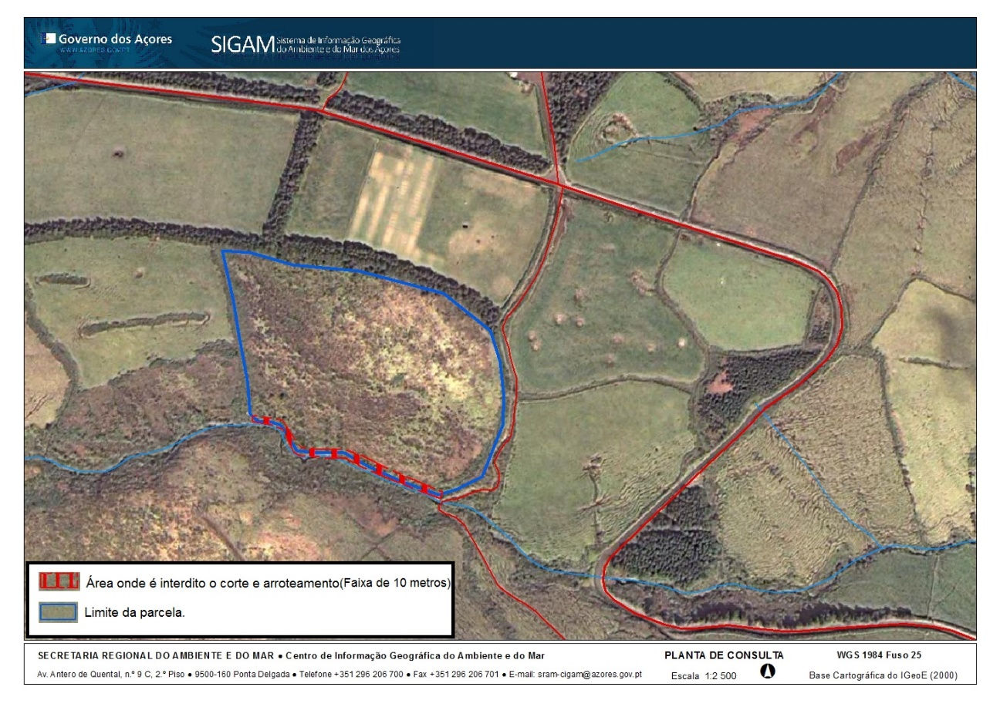 Governo dos Açores
WWW.AZORES.GOV.PT
SIGAM Sistema de Informação Geográfica
do Ambiente e do Mar dos Açores
Área onde é interdito o corte e arroteamento(Faixa de 10 metros)
Limite da parcela.
SECRETARIA REGIONAL DO AMBIENTE E DO MAR ● Centro de Informação Geográfica do Ambiente e do Mar
Av. Antero de Quental, n.º 9 C, 2.º Piso ● 9500-160 Ponta Delgada ● Telefone +351 296 206 700 ● Fax +351 296 206 701 ● E-mail: sram-cigam@azores.gov.pt
PLANTA DE CONSULTA
Escala 1:2 500
WGS 1984 Fuso 25
Base Cartográfica do IGeoE (2000)